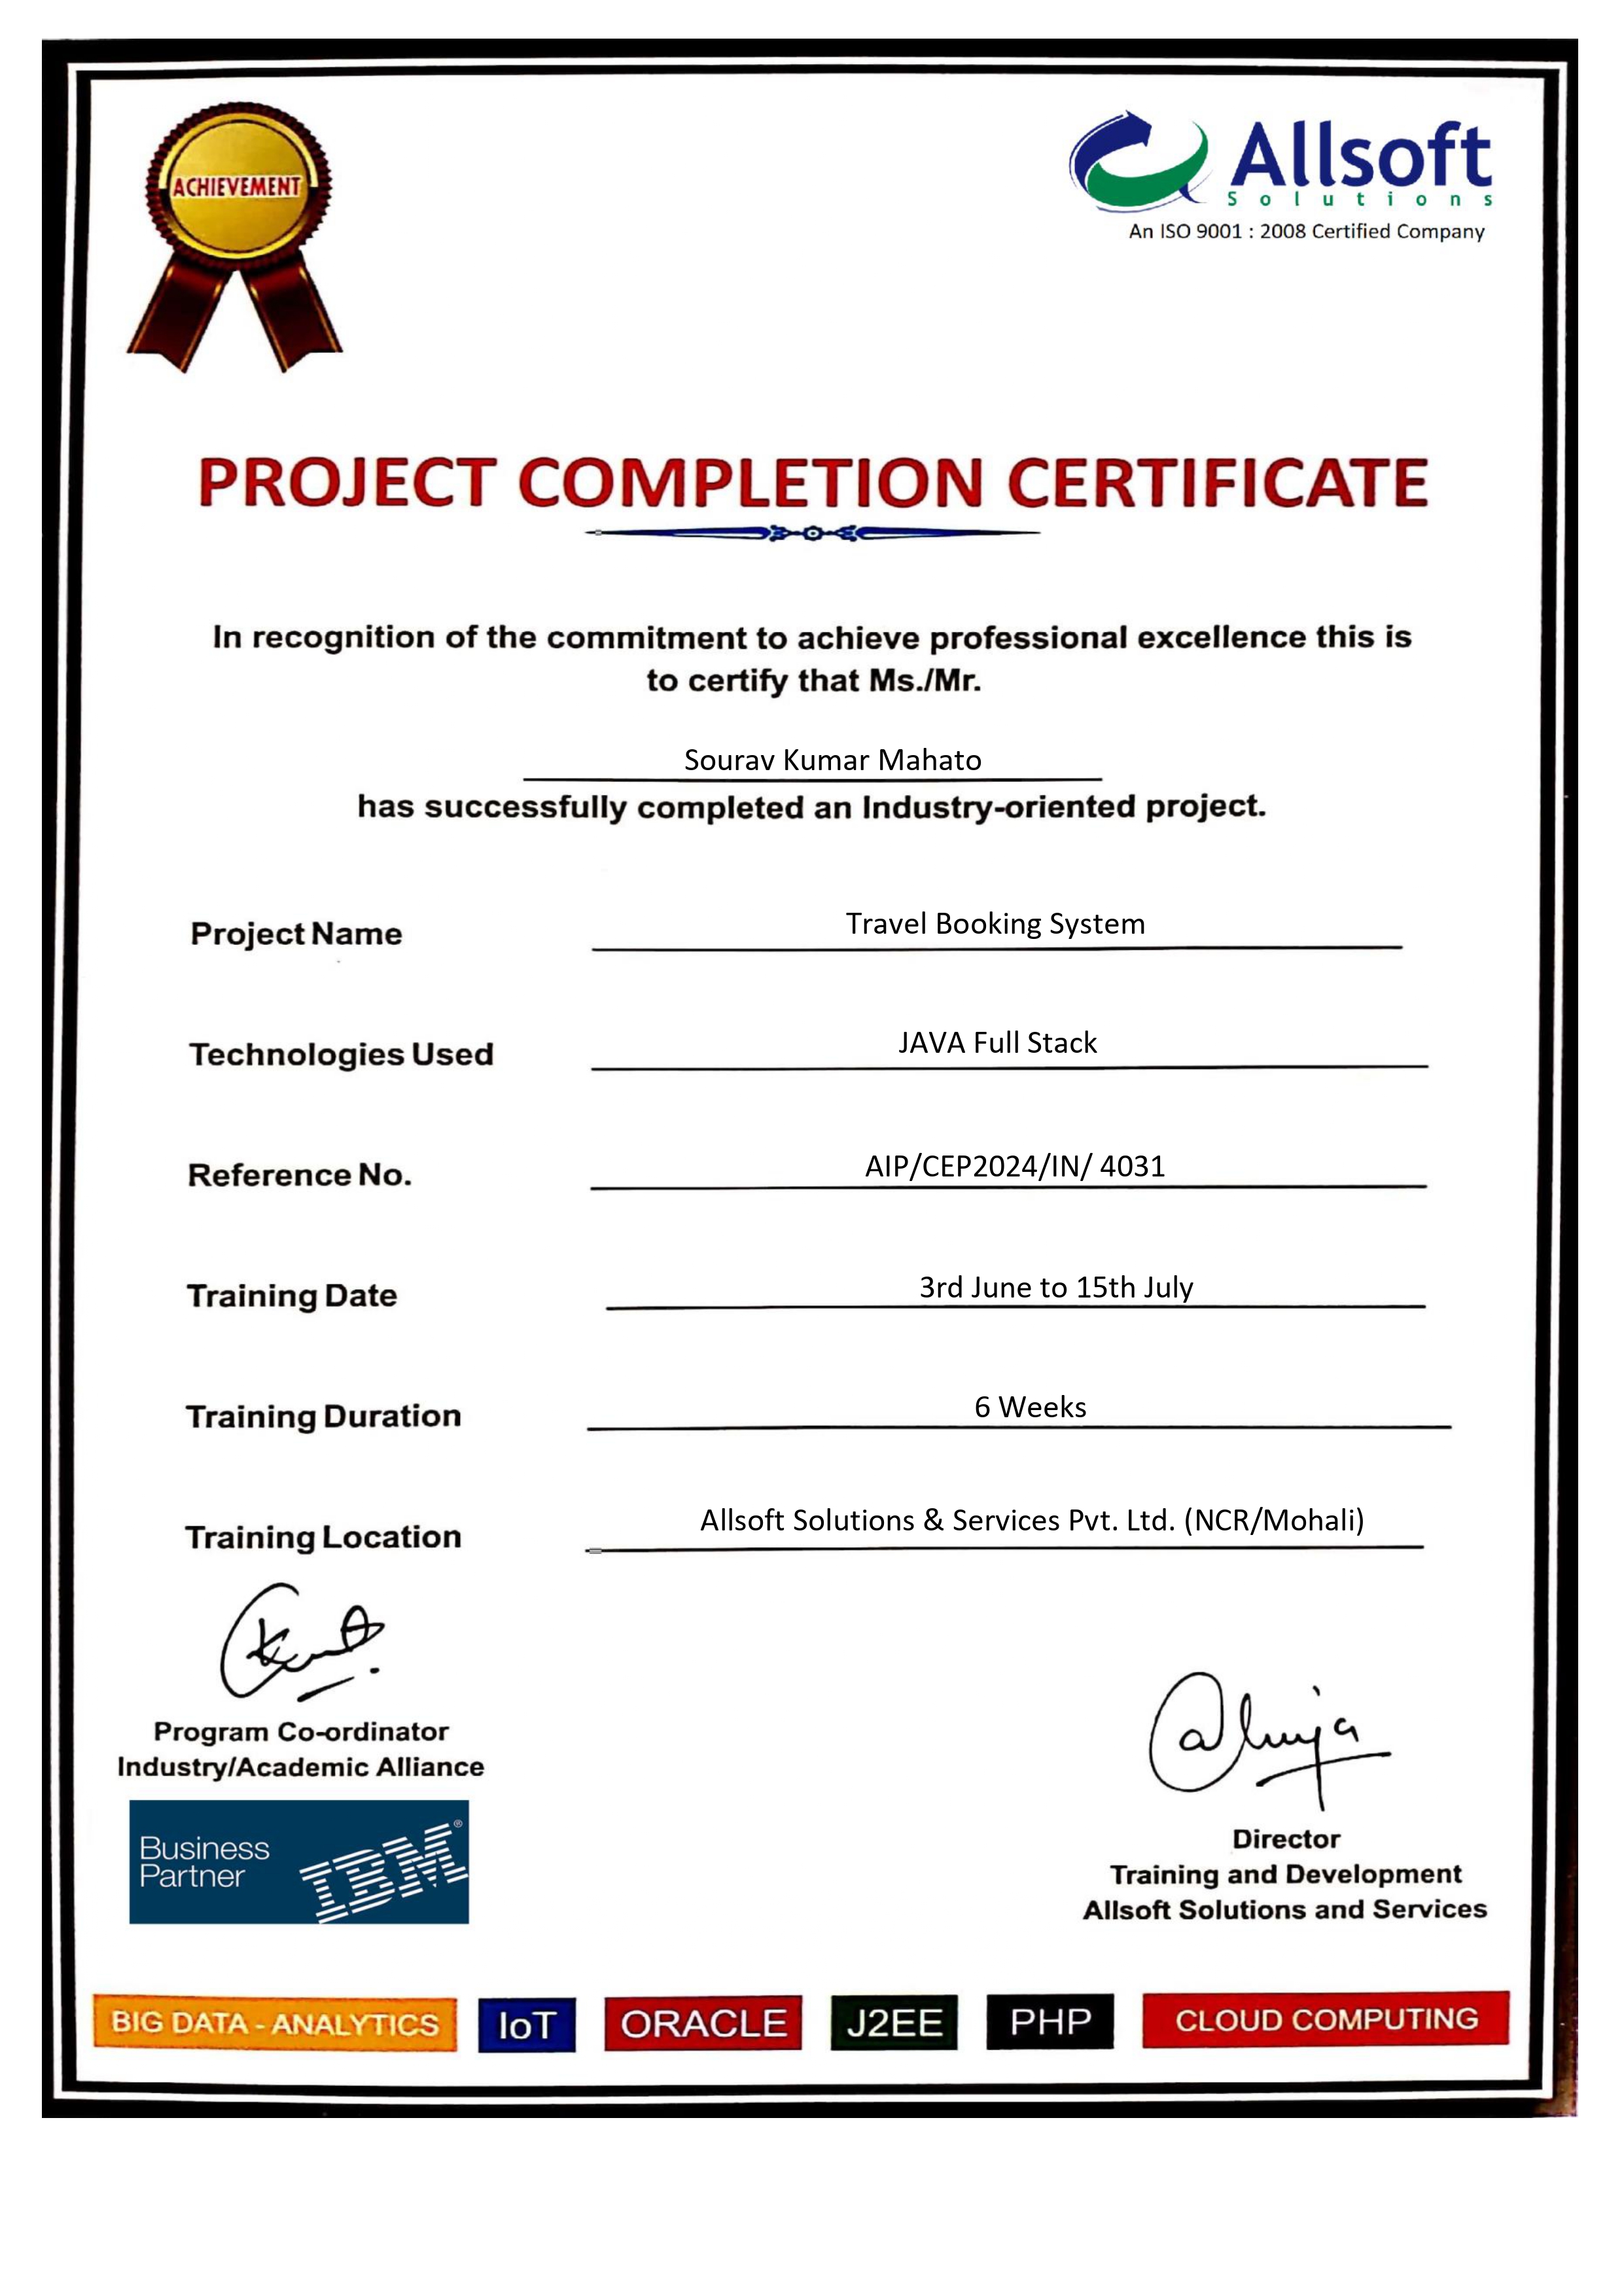 ACHIEVEMENT
Allsoft
Solutions
An ISO 9001 : 2008 Certified Company
PROJECT COMPLETION CERTIFICATE
In recognition of the commitment to achieve professional excellence this is
to certify that Ms./Mr.
Sourav Kumar Mahato
has successfully completed an Industry-oriented project.
Project Name Travel Booking System
Technologies Used JAVA Full Stack
Reference No. AIP/CEP2024/IN/ 4031
Training Date 3rd June to 15th July
Training Duration 6 Weeks
Training Location Allsoft Solutions & Services Pvt. Ltd. (NCR/Mohali)
Program Co-ordinator
Industry/Academic Alliance
Business
Partner
IBM®
Director
Training and Development
Allsoft Solutions and Services
BIG DATA - ANALYTICS IoT ORACLE J2EE PHP CLOUD COMPUTING